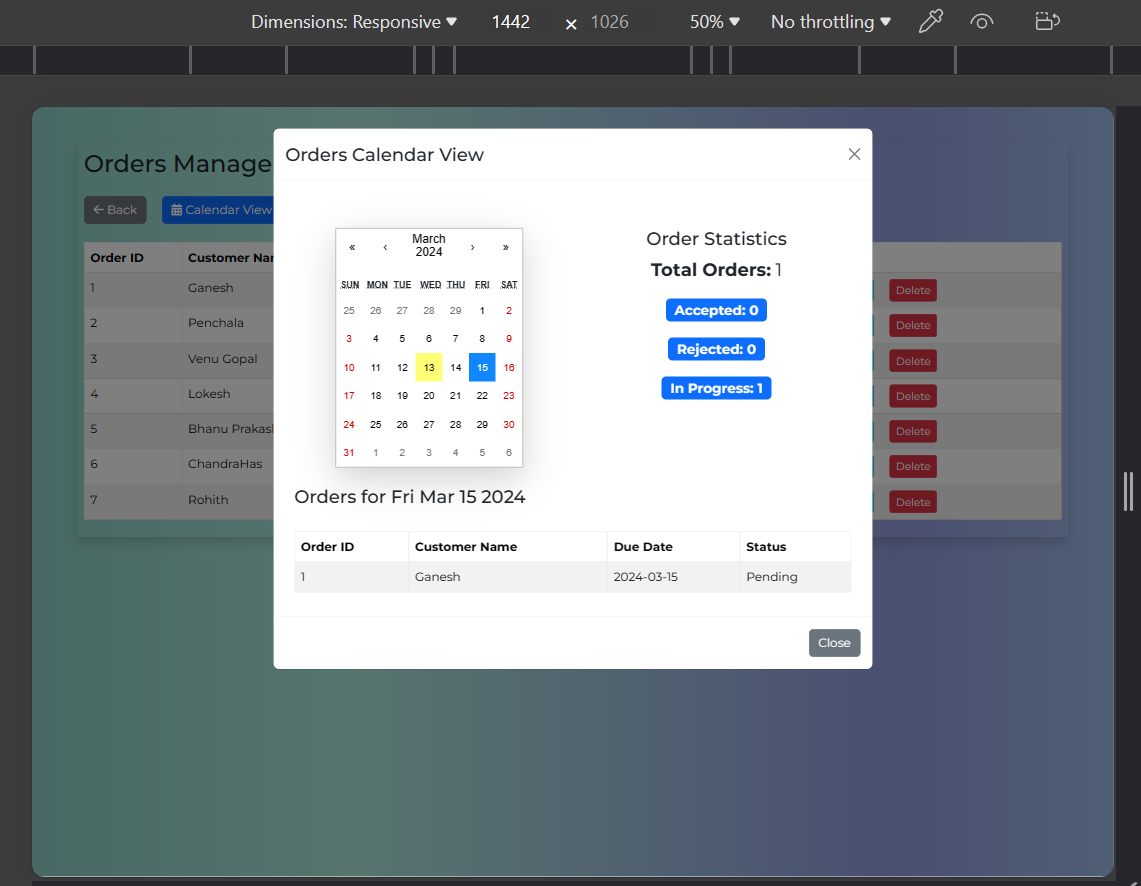 Dimensions: Responsive 1442 × 1026 50% No throttling
Orders Calendar View
Orders Manage
Back Calendar View
Order ID Customer Nar
1 Ganesh Delete
2 Penchala Delete
3 Venu Gopal Delete
4 Lokesh Delete
5 Bhanu Prakas Delete
6 ChandraHas Delete
7 Rohith Delete
« ‹ March 2024 › »
SUN MON TUE WED THU FRI SAT
25 26 27 28 29 1 2
3 4 5 6 7 8 9
10 11 12 13 14 15 16
17 18 19 20 21 22 23
24 25 26 27 28 29 30
31 1 2 3 4 5 6
Order Statistics
Total Orders: 1
Accepted: 0
Rejected: 0
In Progress: 1
Orders for Fri Mar 15 2024
Order ID Customer Name Due Date Status
1 Ganesh 2024-03-15 Pending
Close